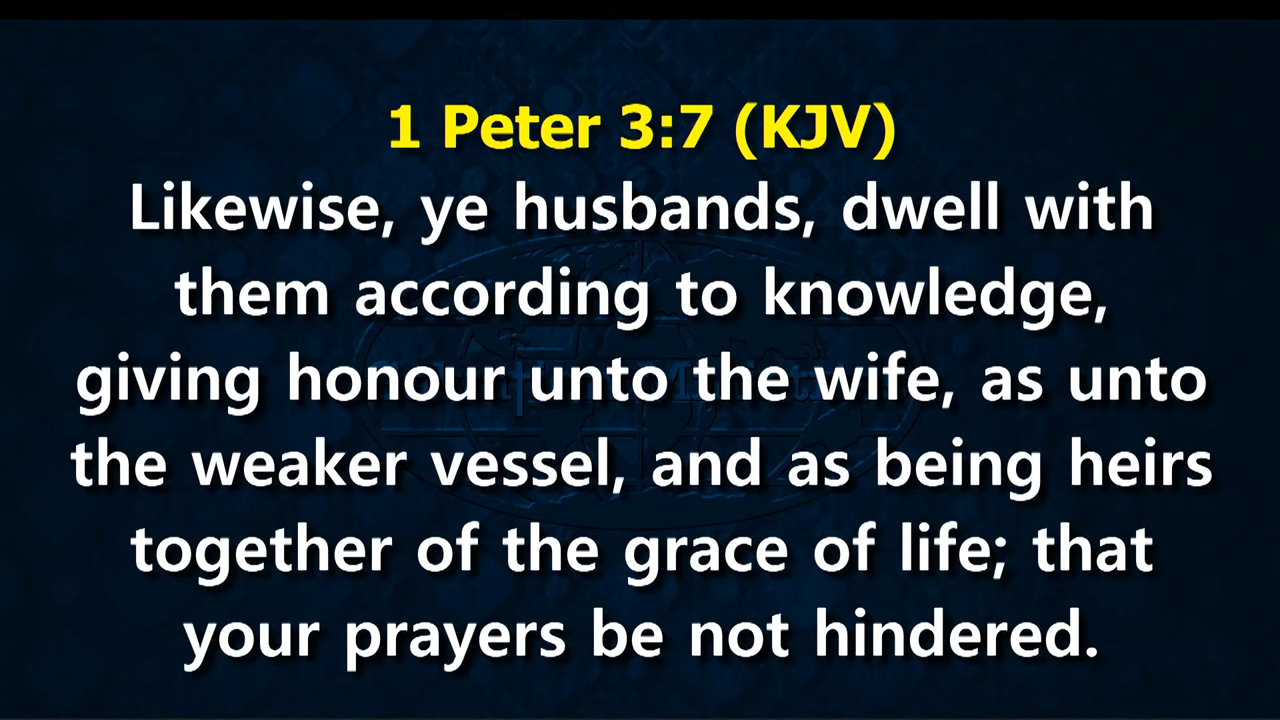 1 Peter 3:7 (KJV)
Likewise, ye husbands, dwell with
them according to knowledge,
giving honour unto the wife, as unto
the weaker vessel, and as being heirs
together of the grace of life; that
your prayers be not hindered.